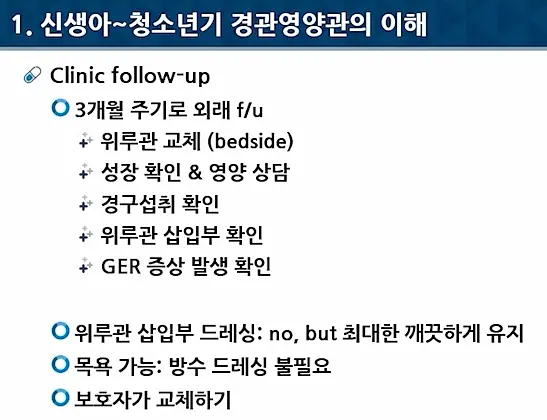 1. 신생아~청소년기 경관영양관의 이해
Clinic follow-up
3개월 주기로 외래 f/u
위루관 교체 (bedside)
성장 확인 & 영양 상담
경구섭취 확인
위루관 삽입부 확인
GER 증상 발생 확인
위루관 삽입부 드레싱: no, but 최대한 깨끗하게 유지
목욕 가능: 방수 드레싱 불필요
보호자가 교체하기